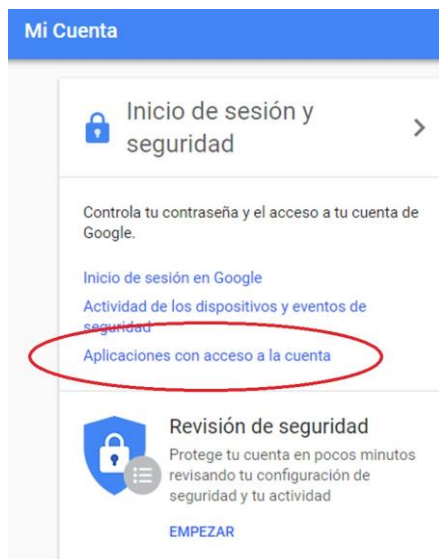 Mi Cuenta
Inicio de sesión y
seguridad
Controla tu contraseña y el acceso a tu cuenta de
Google.
Inicio de sesión en Google
Actividad de los dispositivos y eventos de
seguridad
Aplicaciones con acceso a la cuenta
Revisión de seguridad
Protege tu cuenta en pocos minutos
revisando tu configuración de
seguridad y tu actividad
EMPEZAR